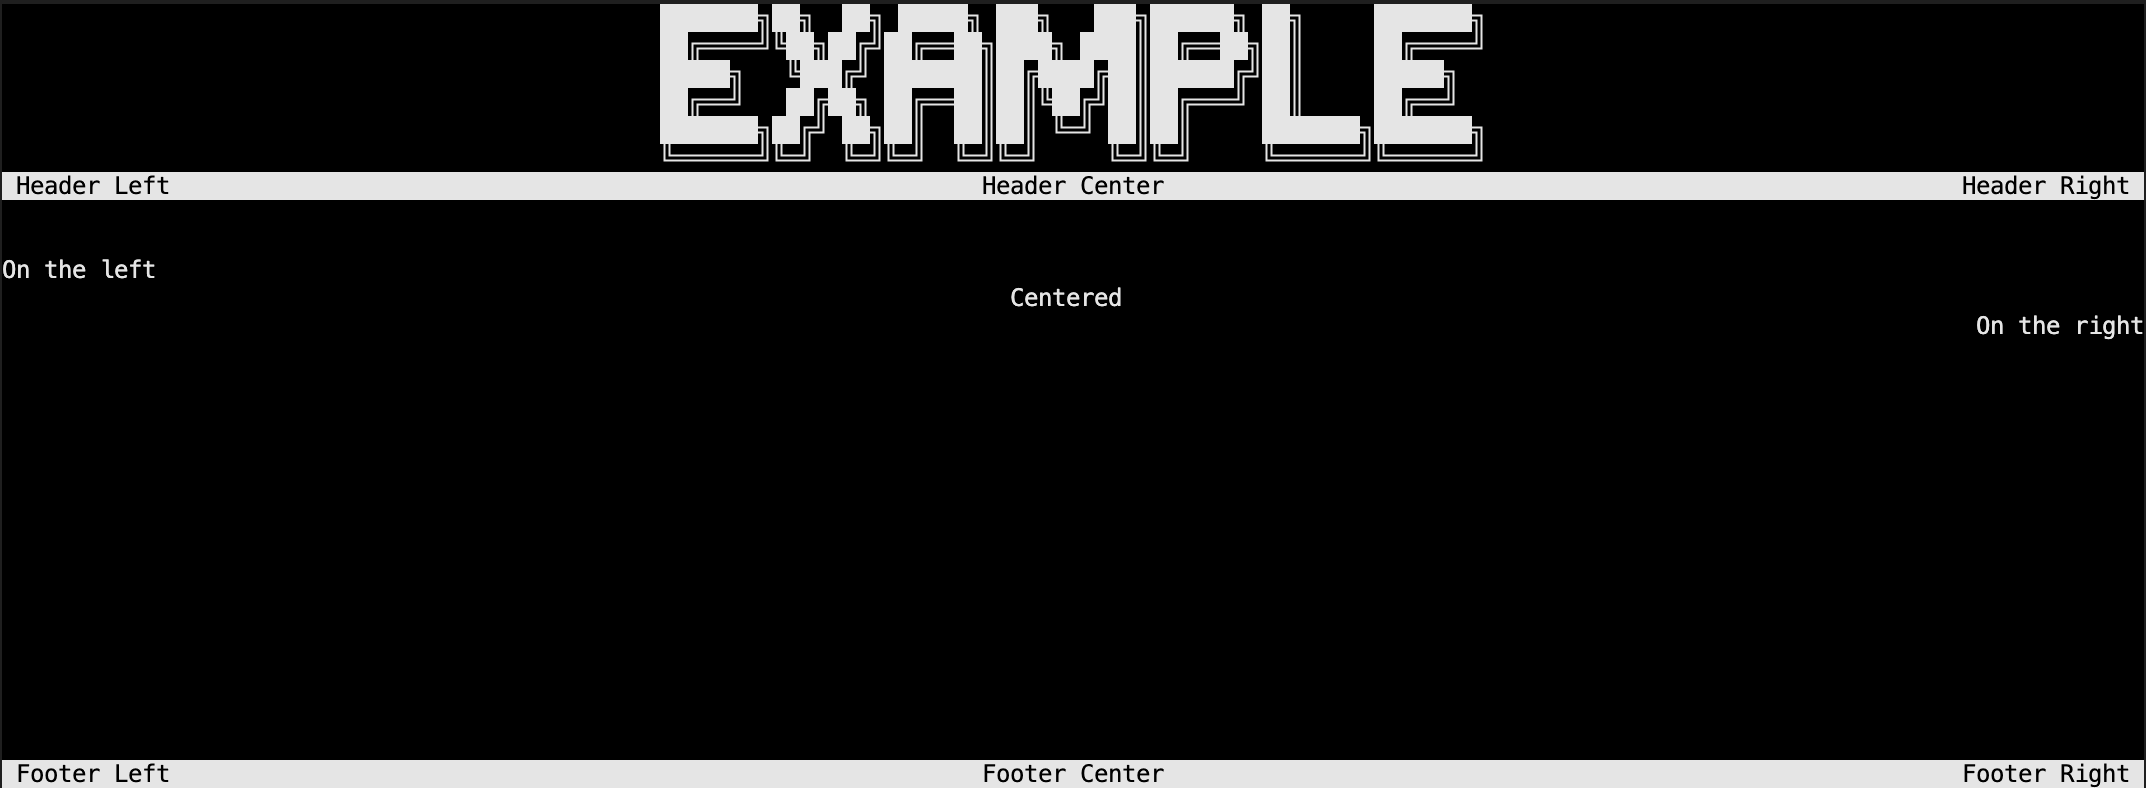 EXAMPLE
Header Left Header Center Header Right
On the left
Centered
On the right
Footer Left Footer Center Footer Right